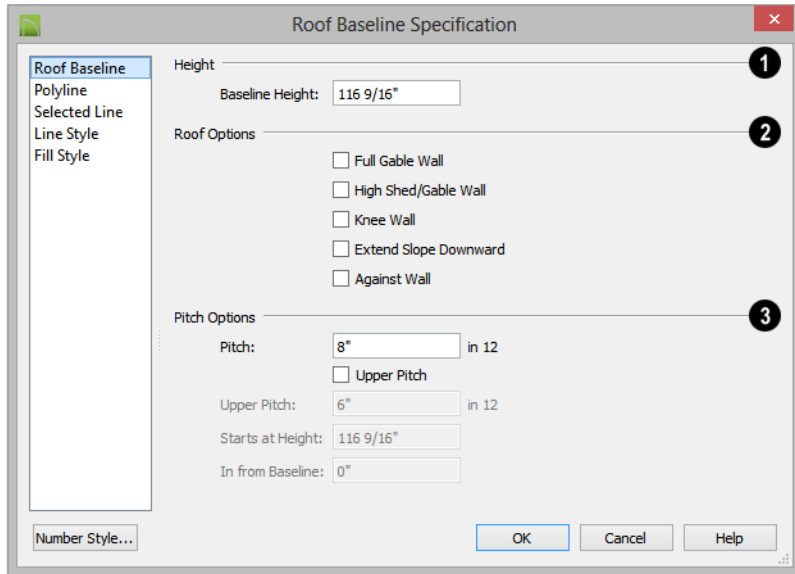 Roof Baseline Specification
Roof Baseline
Polyline
Selected Line
Line Style
Fill Style
Height 1
Baseline Height: 116 9/16"
Roof Options 2
Full Gable Wall
High Shed/Gable Wall
Knee Wall
Extend Slope Downward
Against Wall
Pitch Options 3
Pitch: 8" in 12
Upper Pitch
Upper Pitch: 6" in 12
Starts at Height: 116 9/16"
In from Baseline: 0"
Number Style... OK Cancel Help